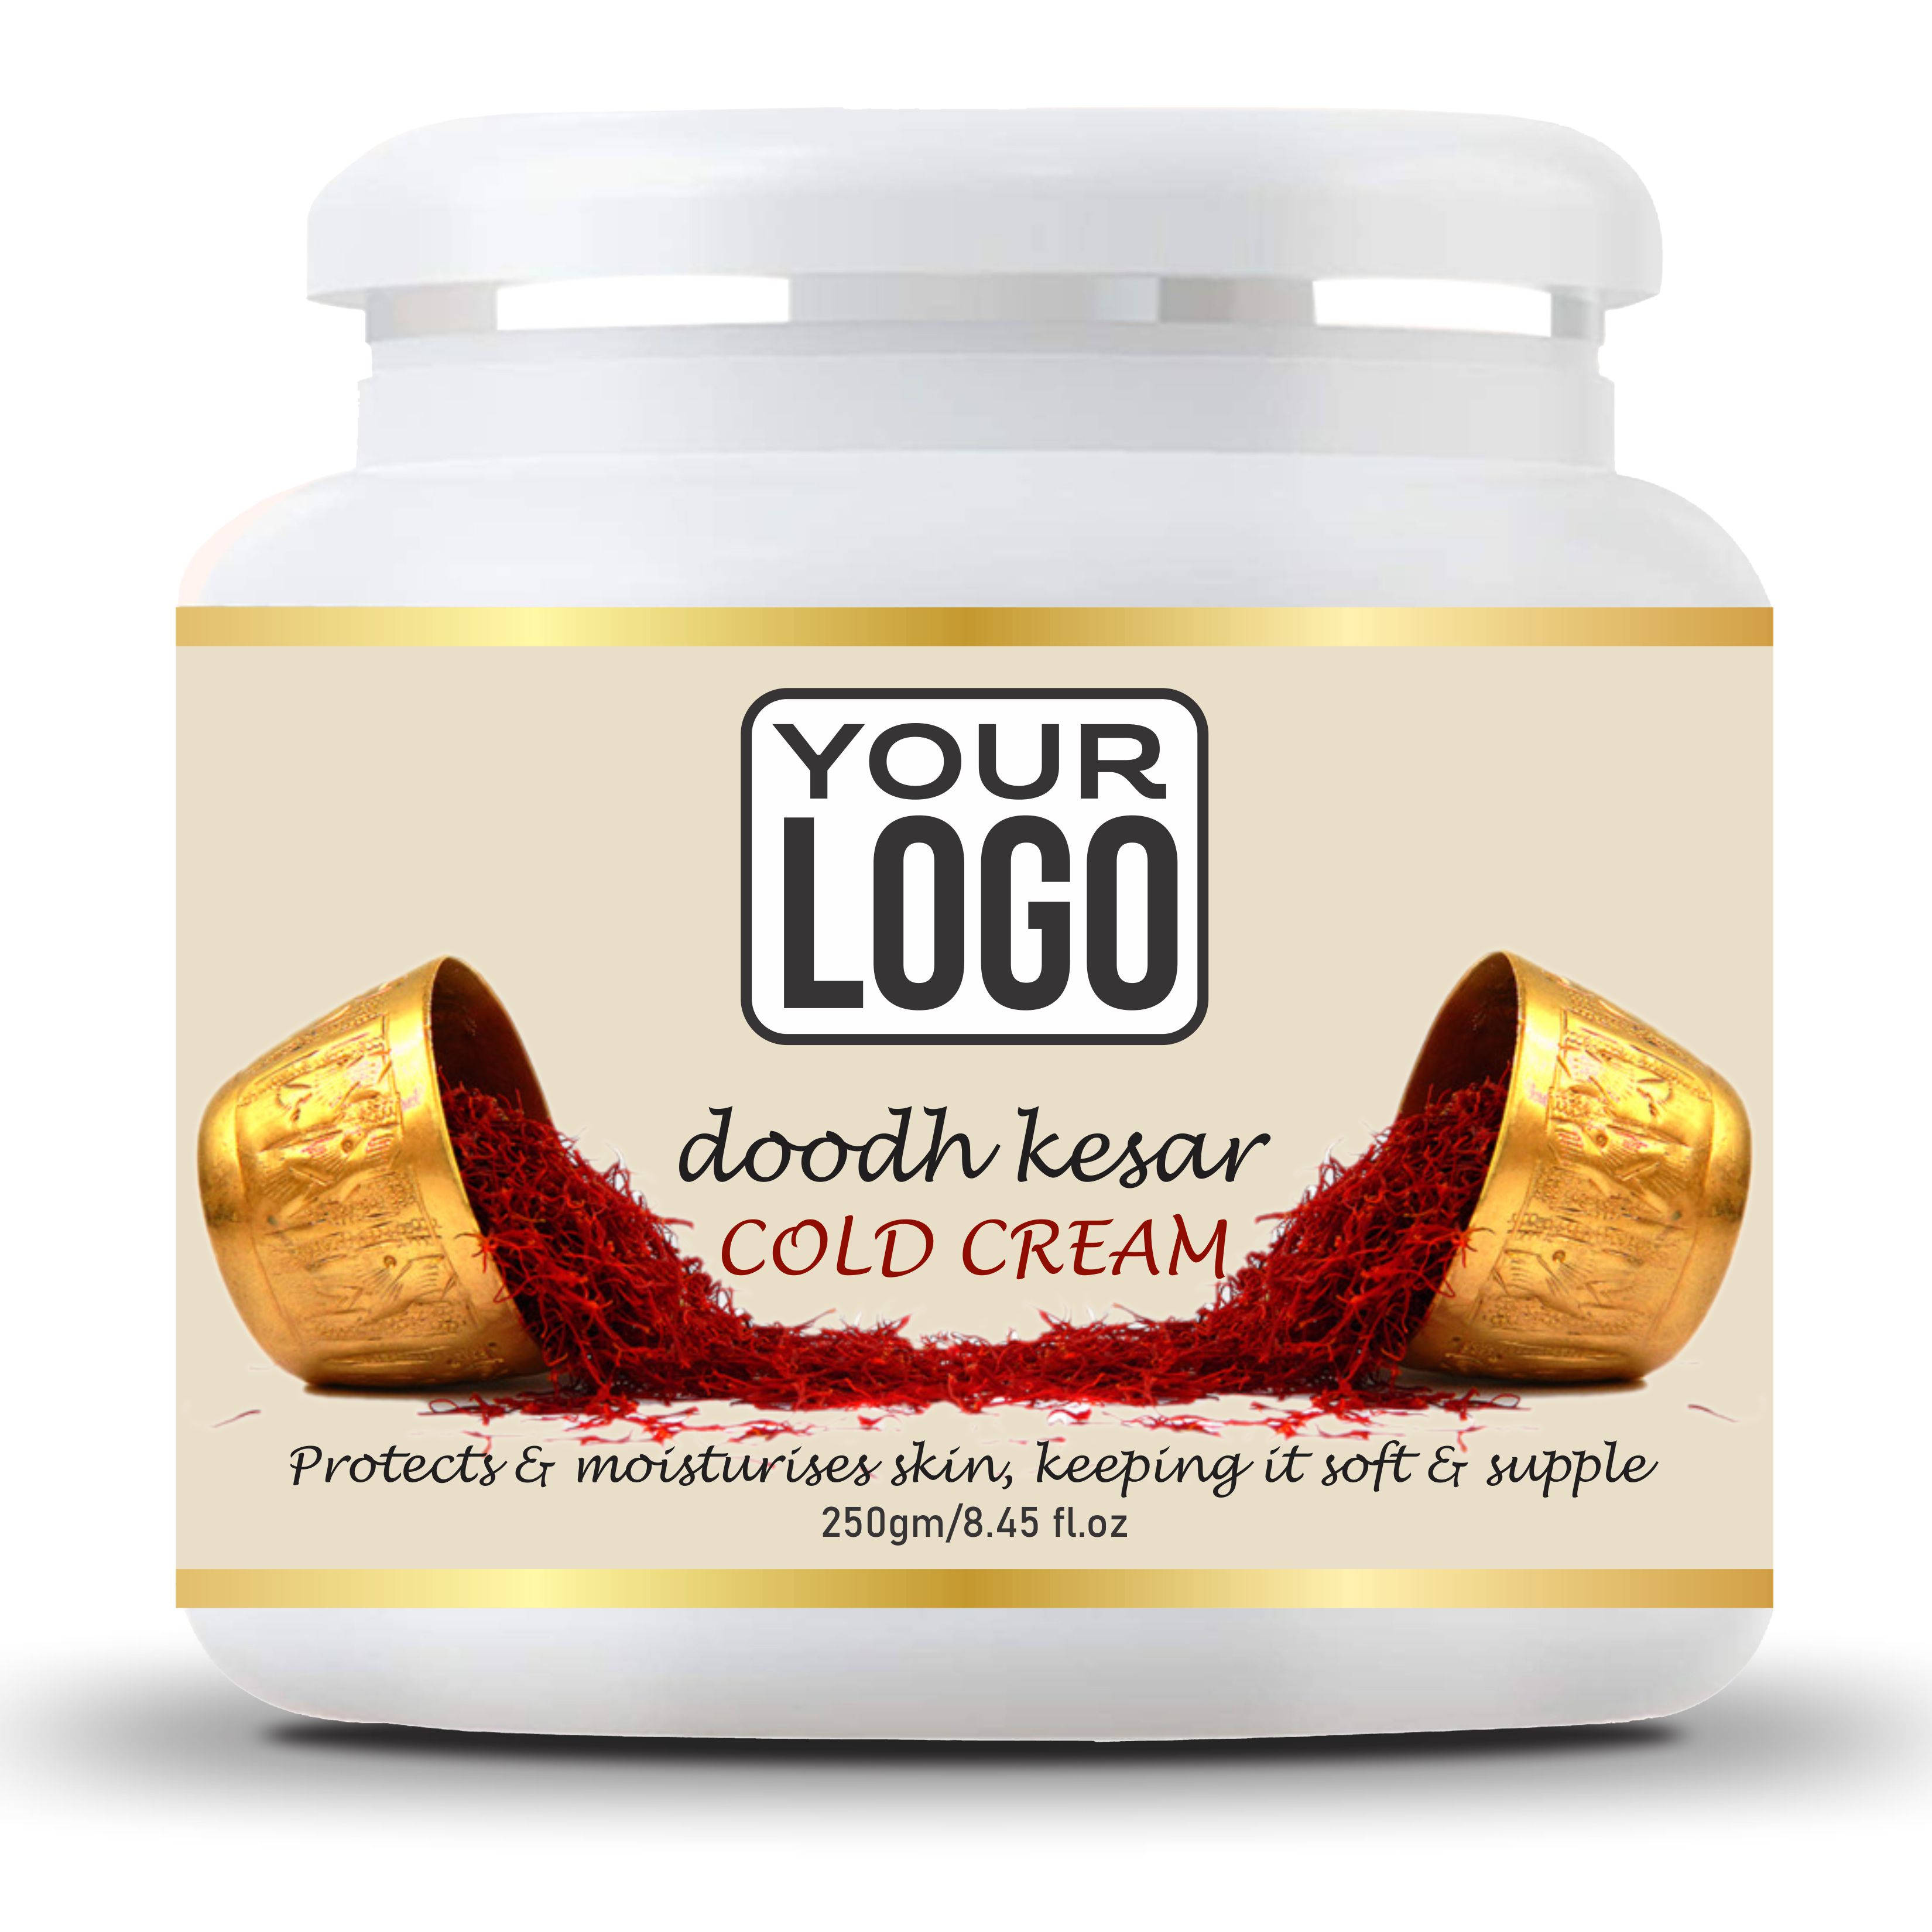 YOUR
LOGO
doodh kesar
COLD CREAM
Protects & moisturises skin, keeping it soft & supple
250gm/8.45 fl.oz